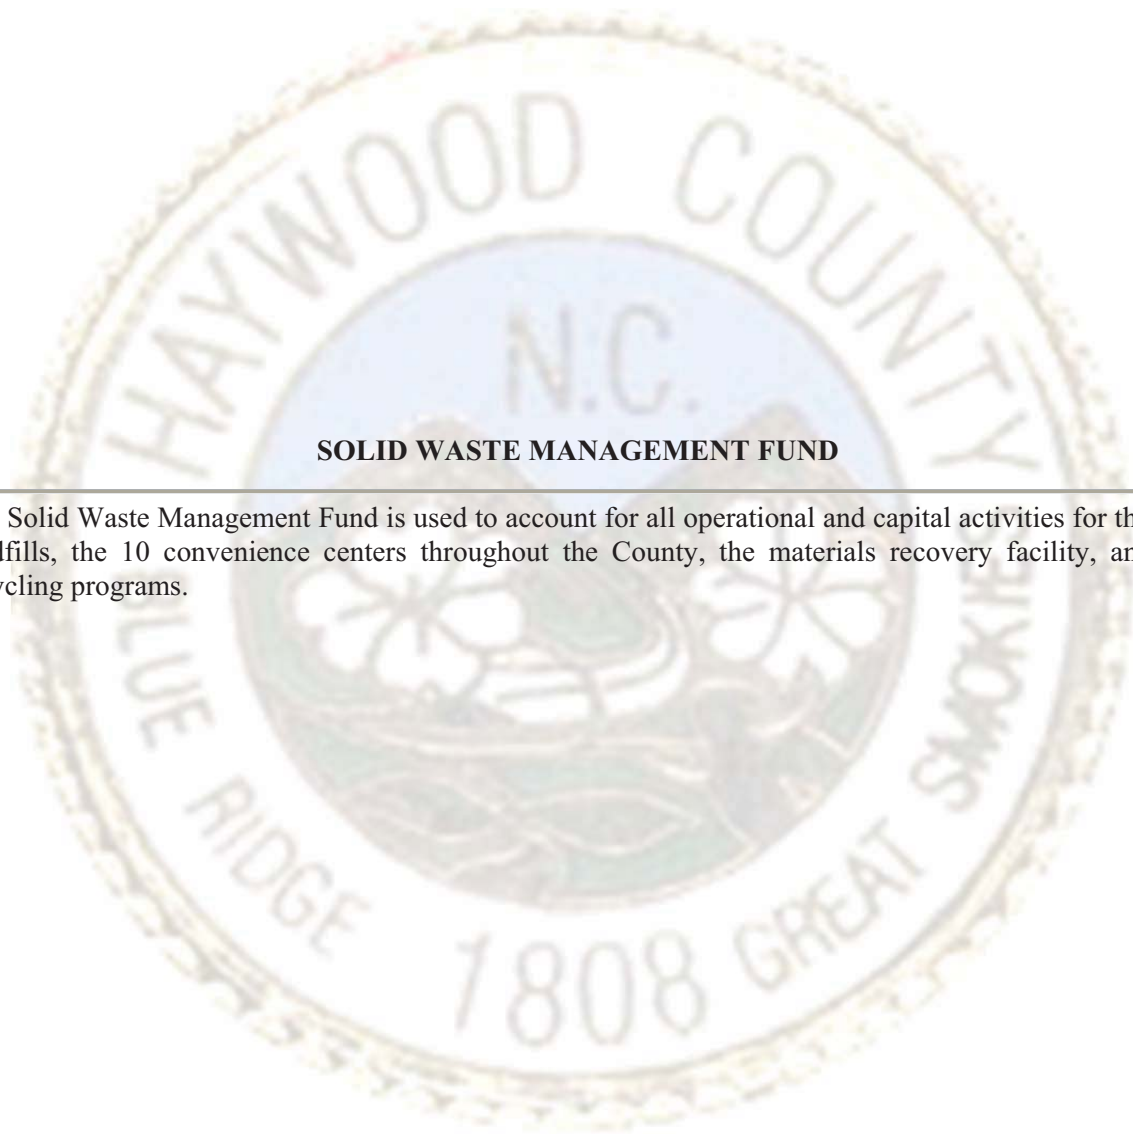 HAYWOOD COUNTY
N.C.
SOLID WASTE MANAGEMENT FUND
Solid Waste Management Fund is used to account for all operational and capital activities for th
dfills, the 10 convenience centers throughout the County, the materials recovery facility, an
ycling programs.
BLUE RIDGE
1808
GREAT SMOKIES